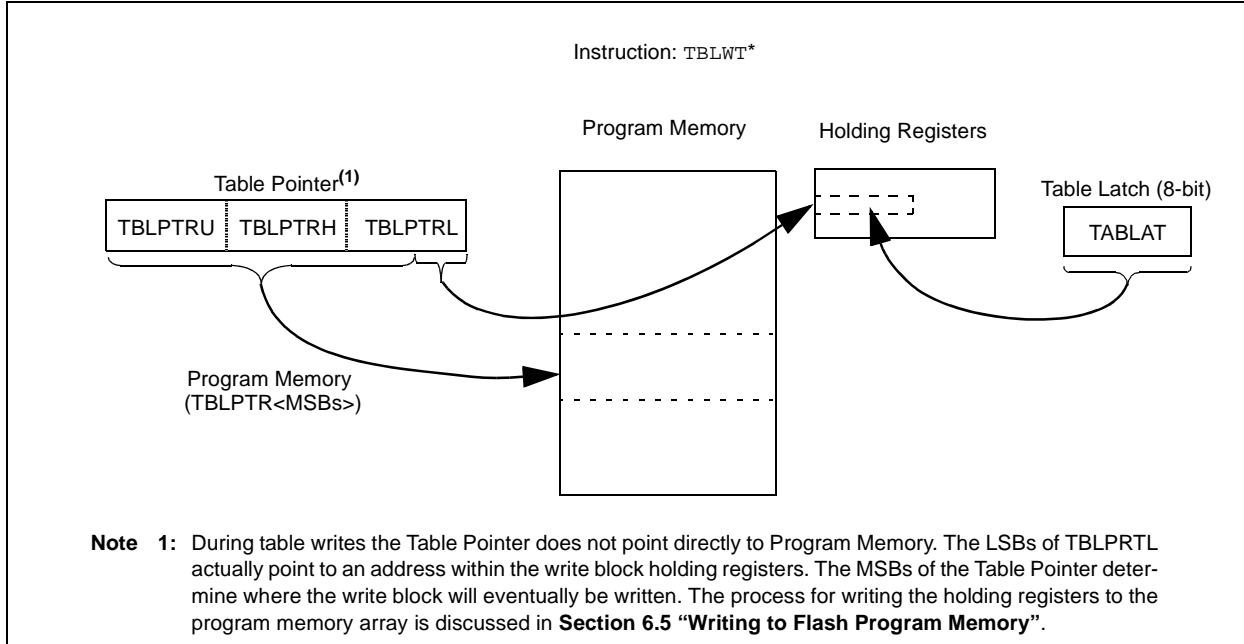 Instruction: TBLWT*
Program Memory
Holding Registers
Table Pointer(1)
Table Latch (8-bit)
TBLPTRU TBLPTRH TBLPTRL
TABLAT
Program Memory
(TBLPTR<MSBs>)
Note 1: During table writes the Table Pointer does not point directly to Program Memory. The LSBs of TBLPRTL
actually point to an address within the write block holding registers. The MSBs of the Table Pointer deter-
mine where the write block will eventually be written. The process for writing the holding registers to the
program memory array is discussed in Section 6.5 “Writing to Flash Program Memory”.